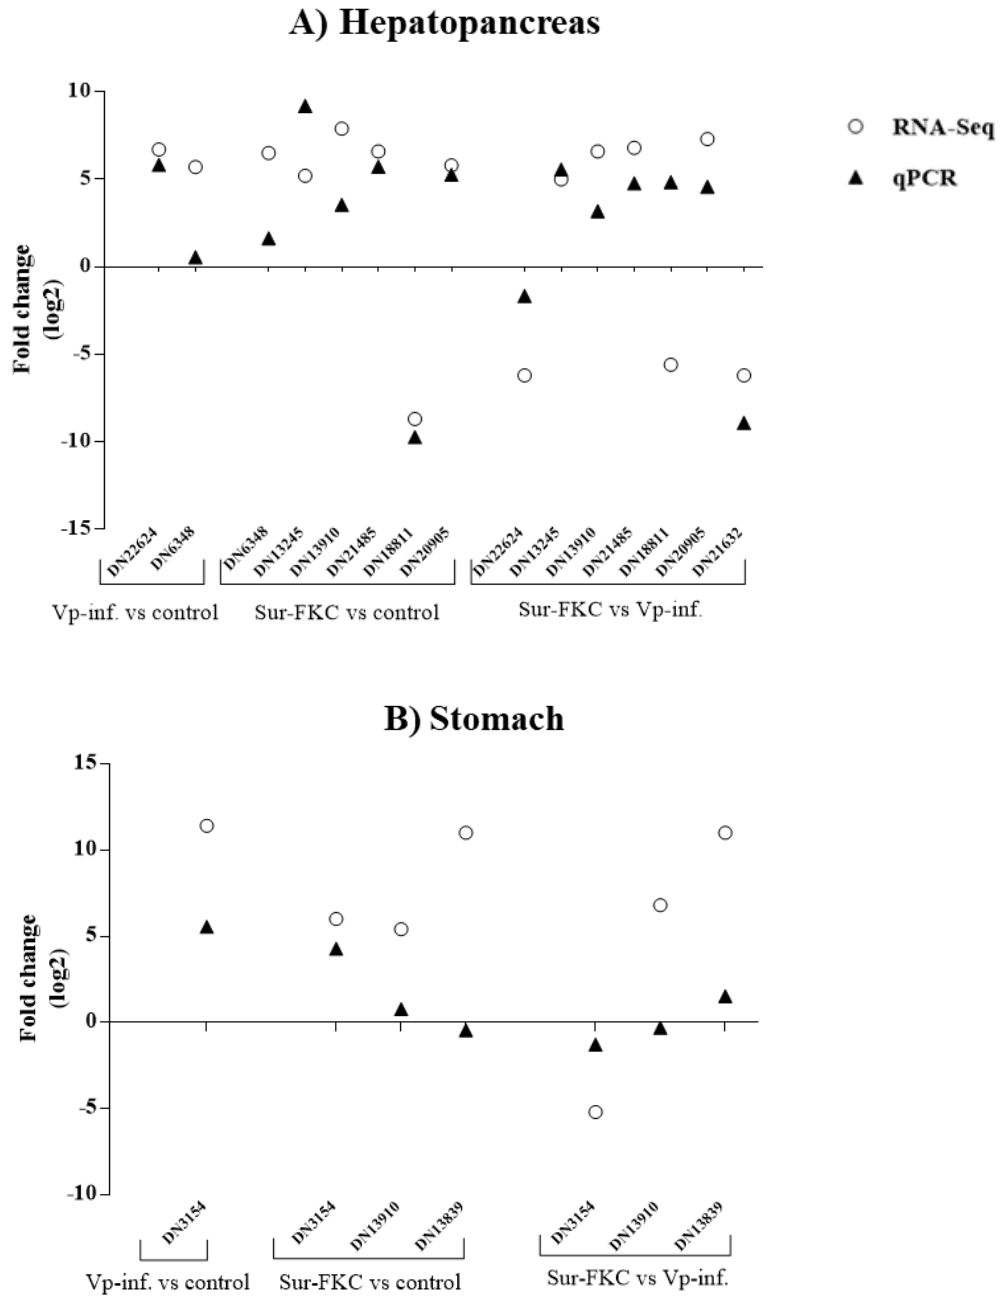 A) Hepatopancreas
RNA-Seq
qPCR
Fold change
(log2)
10
5
0
-5
-10
-15
DN22624
DN6348
DN6348
DN13245
DN13910
DN21485
DN18811
DN20905
DN22624
DN13245
DN13910
DN21485
DN18811
DN20905
DN21632
Vp-inf. vs control
Sur-FKC vs control
Sur-FKC vs Vp-inf.
B) Stomach
Fold change
(log2)
15
10
5
0
-5
-10
DN3154
DN3154
DN13910
DN13839
DN3154
DN13910
DN13839
Vp-inf. vs control
Sur-FKC vs control
Sur-FKC vs Vp-inf.